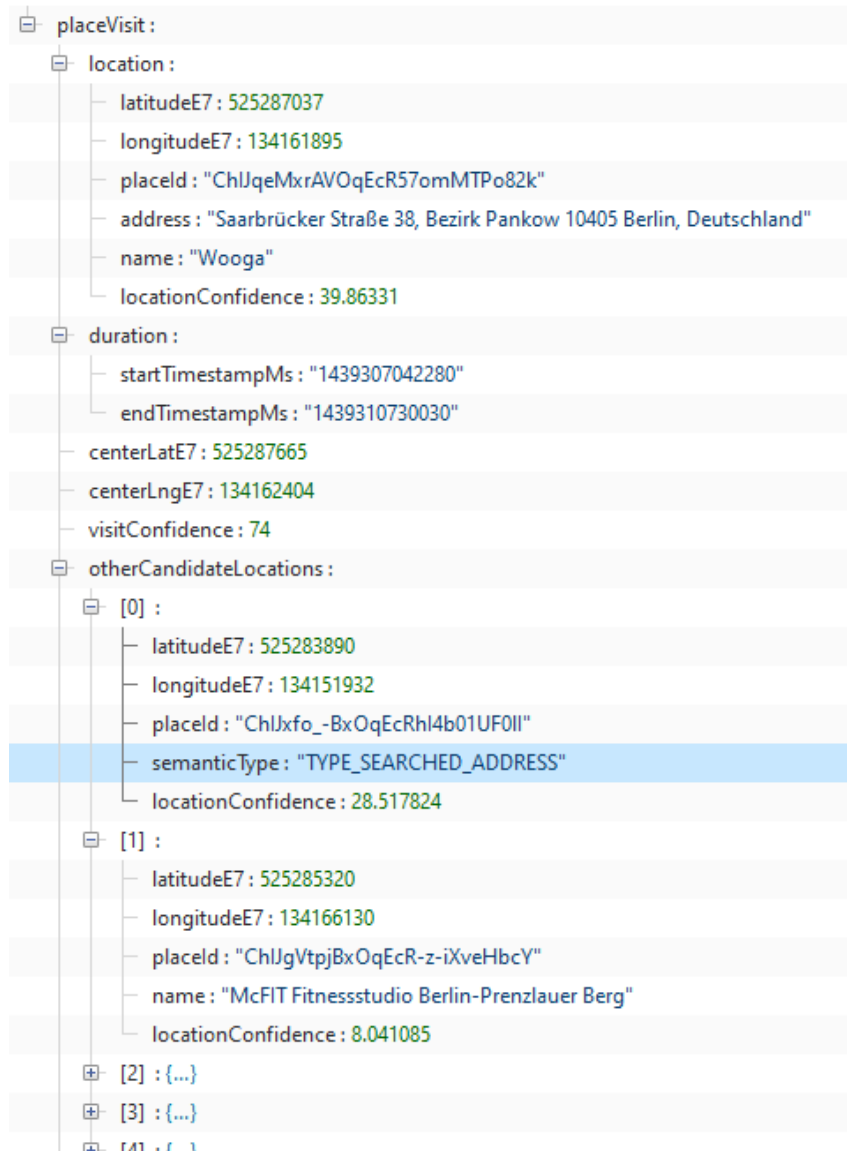 placeVisit :
location :
latitudeE7 : 525287037
longitudeE7 : 134161895
placeId : "ChIJqeMxrAVOqEcR57omMTPo82k"
address : "Saarbrücker Straße 38, Bezirk Pankow 10405 Berlin, Deutschland"
name : "Wooga"
locationConfidence : 39.86331
duration :
startTimestampMs : "1439307042280"
endTimestampMs : "1439310730030"
centerLatE7 : 525287665
centerLngE7 : 134162404
visitConfidence : 74
otherCandidateLocations :
[0] :
latitudeE7 : 525283890
longitudeE7 : 134151932
placeId : "ChIJxfo_-BxOqEcRhI4b01UF0lI"
semanticType : "TYPE_SEARCHED_ADDRESS"
locationConfidence : 28.517824
[1] :
latitudeE7 : 525285320
longitudeE7 : 134166130
placeId : "ChIJgVtpjBxOqEcR-z-iXveHbcY"
name : "McFIT Fitnessstudio Berlin-Prenzlauer Berg"
locationConfidence : 8.041085
[2] : {...}
[3] : {...}
[4] : {...}